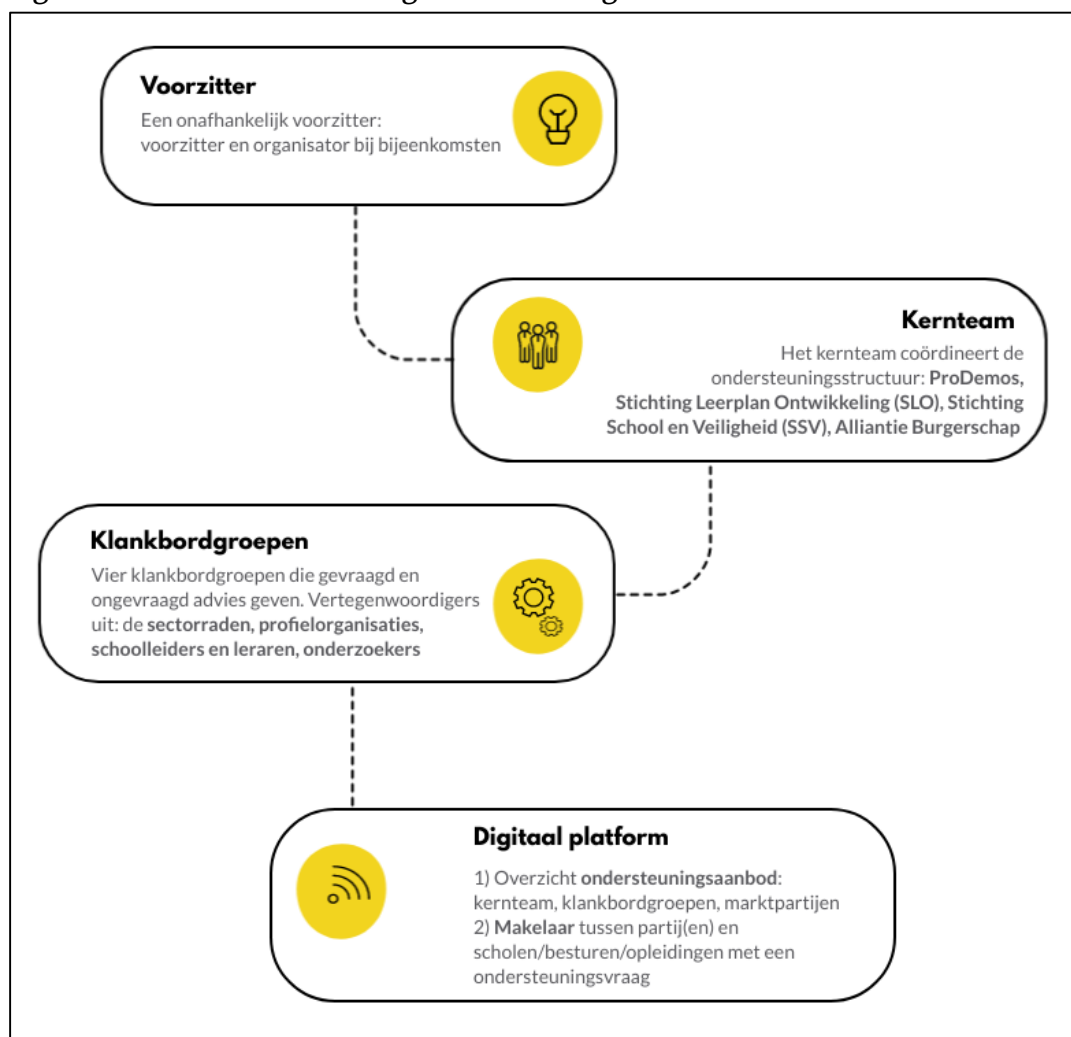 Voorzitter
Een onafhankelijk voorzitter:
voorzitter en organisator bij bijeenkomsten
Kernteam
Het kernteam coördineert de
ondersteuningsstructuur: ProDemos,
Stichting Leerplan Ontwikkeling (SLO), Stichting
School en Veiligheid (SSV), Alliantie Burgerschap
Klankbordgroepen
Vier klankbordgroepen die gevraagd en
ongevraagd advies geven. Vertegenwoordigers
uit: de sectorraden, profielorganisaties,
schoolleiders en leraren, onderzoekers
Digitaal platform
1) Overzicht ondersteuningsaanbod:
kernteam, klankbordgroepen, marktpartijen
2) Makelaar tussen partij(en) en
scholen/besturen/opleidingen met een
ondersteuningsvraag